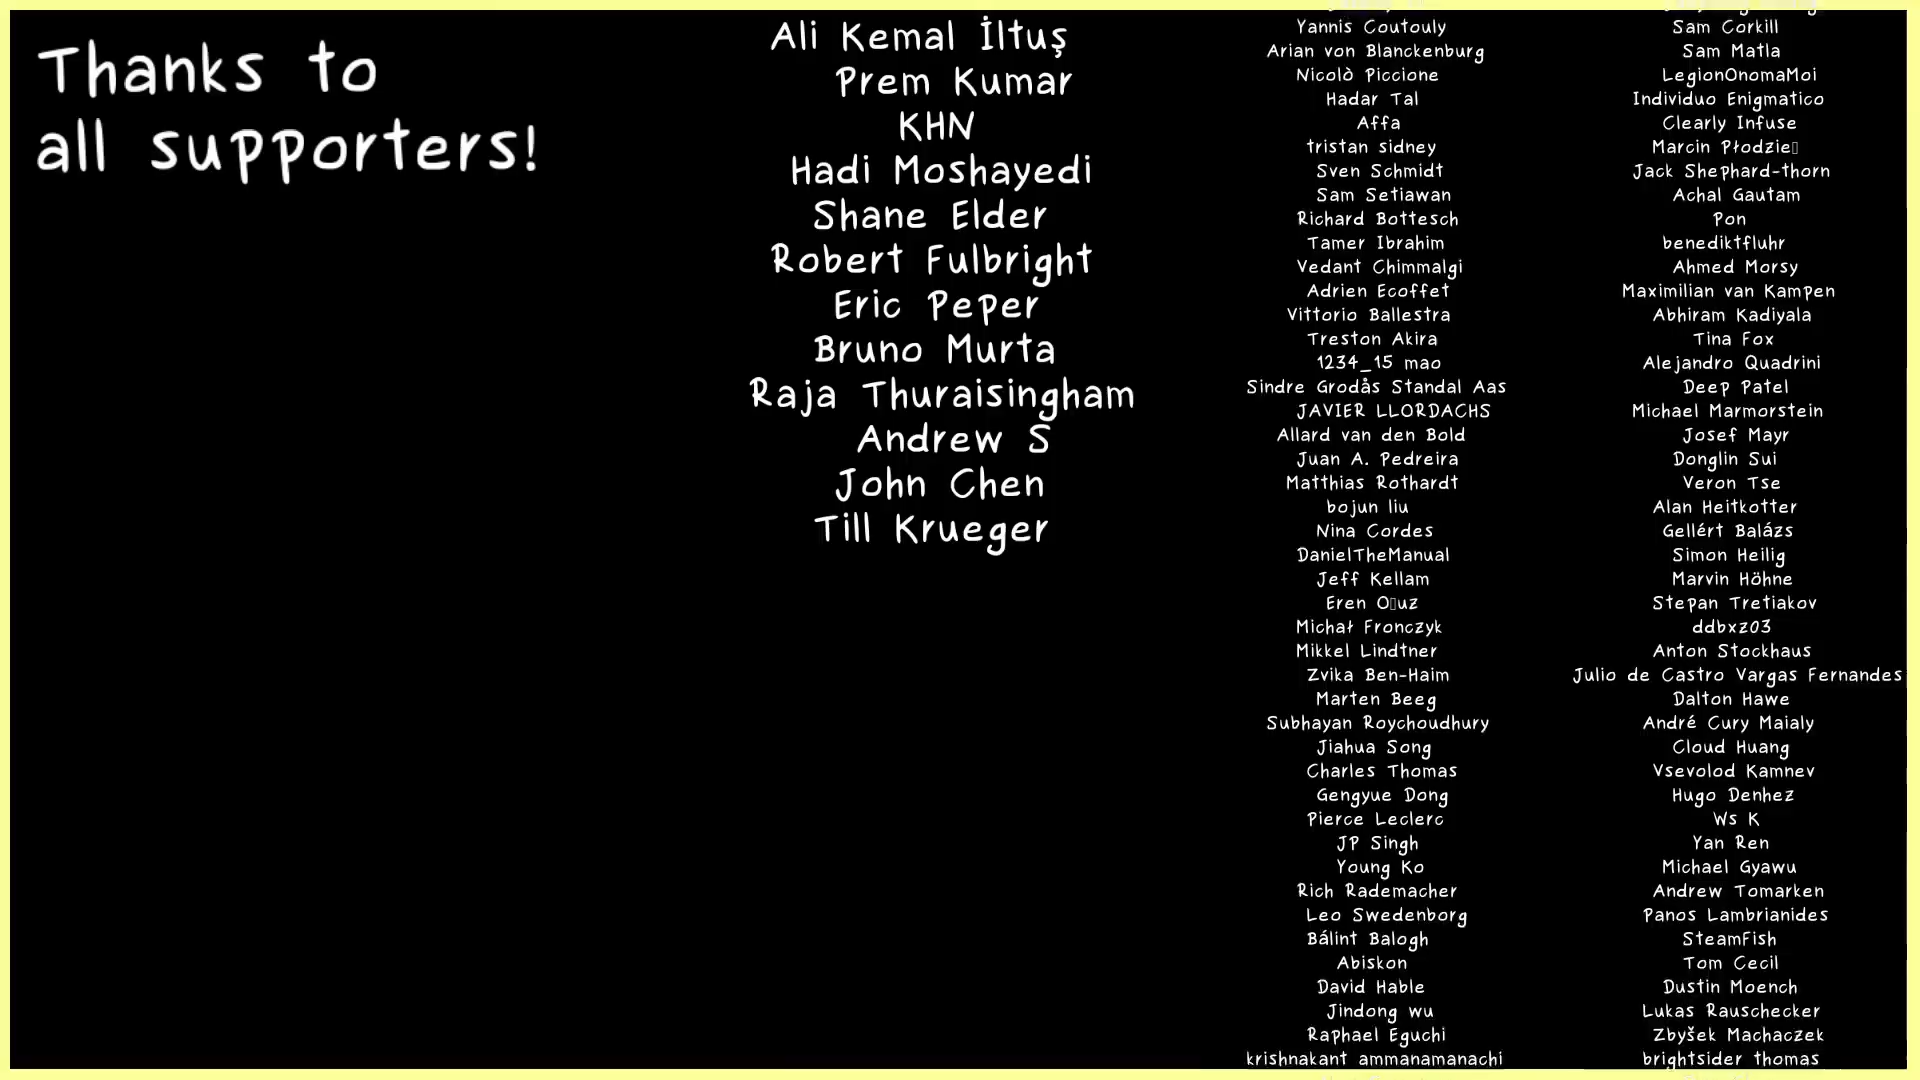 Thanks to
all supporters!
Ali Kemal İltuş
Prem Kumar
KHN
Hadi Moshayedi
Shane Elder
Robert Fulbright
Eric Peper
Bruno Murta
Raja Thuraisingham
Andrew S
John Chen
Till Krueger
Yannis Coutouly
Arian von Blanckenburg
Nicolò Piccione
Hadar Tal
Affa
tristan sidney
Sven Schmidt
Sam Setiawan
Richard Bottesch
Tamer Ibrahim
Vedant Chimmalgi
Adrien Ecoffet
Vittorio Ballestra
Treston Akira
1234_15 mao
Sindre Grodås Standal Aas
JAVIER LLORDACHS
Allard van den Bold
Juan A. Pedreira
Matthias Rothardt
bojun liu
Nina Cordes
DanielTheManual
Jeff Kellam
Eren O▯uz
Michał Fronczyk
Mikkel Lindtner
Zvika Ben-Haim
Marten Beeg
Subhayan Roychoudhury
Jiahua Song
Charles Thomas
Gengyue Dong
Pierce Leclerc
JP Singh
Young Ko
Rich Rademacher
Leo Swedenborg
Bálint Balogh
Abiskon
David Hable
Jindong wu
Raphael Eguchi
krishnakant ammanamanachi
Sam Corkill
Sam Matla
LegionOnomaMoi
Individuo Enigmatico
Clearly Infuse
Marcin Płodzie▯
Jack Shephard-thorn
Achal Gautam
Pon
benediktfluhr
Ahmed Morsy
Maximilian van Kampen
Abhiram Kadiyala
Tina Fox
Alejandro Quadrini
Deep Patel
Michael Marmorstein
Josef Mayr
Donglin Sui
Veron Tse
Alan Heitkotter
Gellért Balázs
Simon Heilig
Marvin Höhne
Stepan Tretiakov
ddbxz03
Anton Stockhaus
Julio de Castro Vargas Fernandes
Dalton Hawe
André Cury Maialy
Cloud Huang
Vsevolod Kamnev
Hugo Denhez
Ws K
Yan Ren
Michael Gyawu
Andrew Tomarken
Panos Lambrianides
SteamFish
Tom Cecil
Dustin Moench
Lukas Rauschecker
Zbyšek Machaczek
brightsider thomas